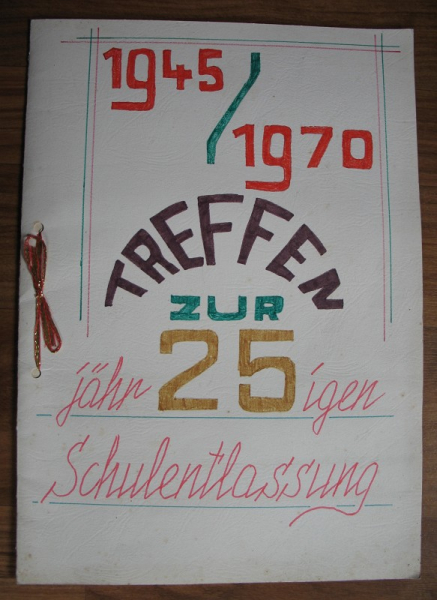 1945 /
1970
TREFFEN
ZUR
jähr 25 igen
Schulentlassung